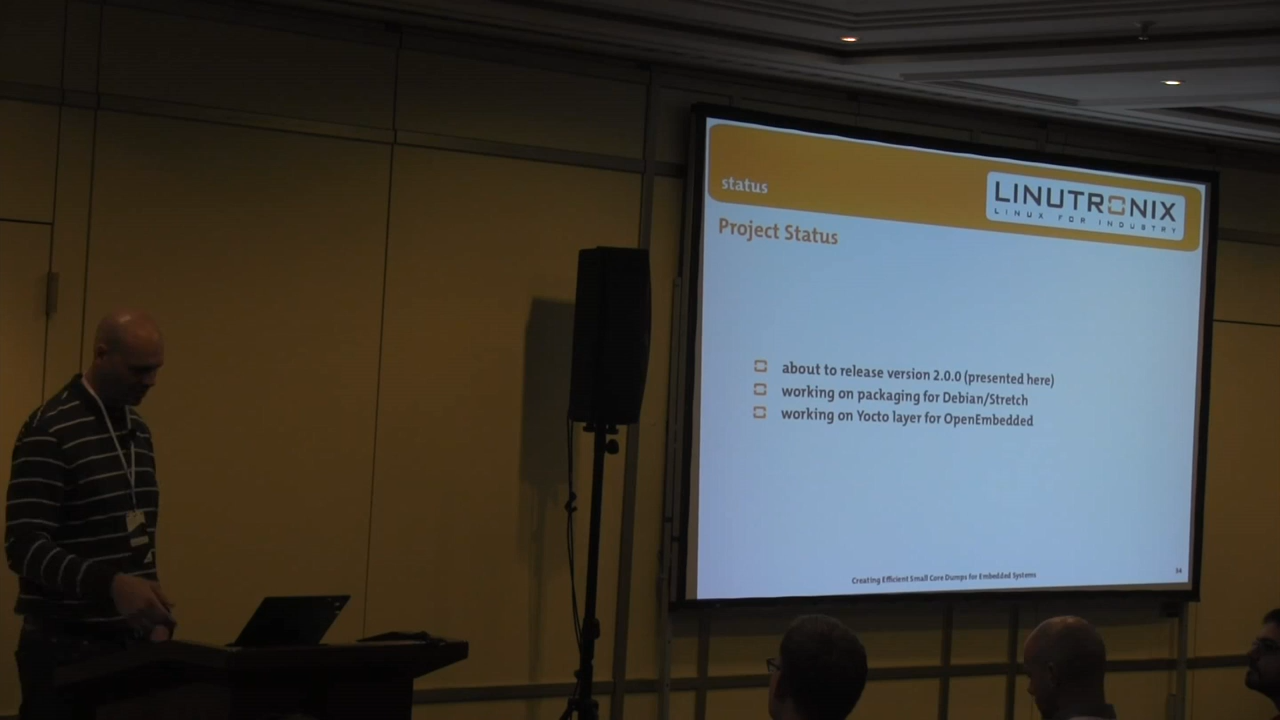 status
LINUTRONIX
LINUX FOR INDUSTRY
Project Status
about to release version 2.0.0 (presented here)
working on packaging for Debian/Stretch
working on Yocto layer for OpenEmbedded
Creating Efficient Small Core Dumps for Embedded Systems